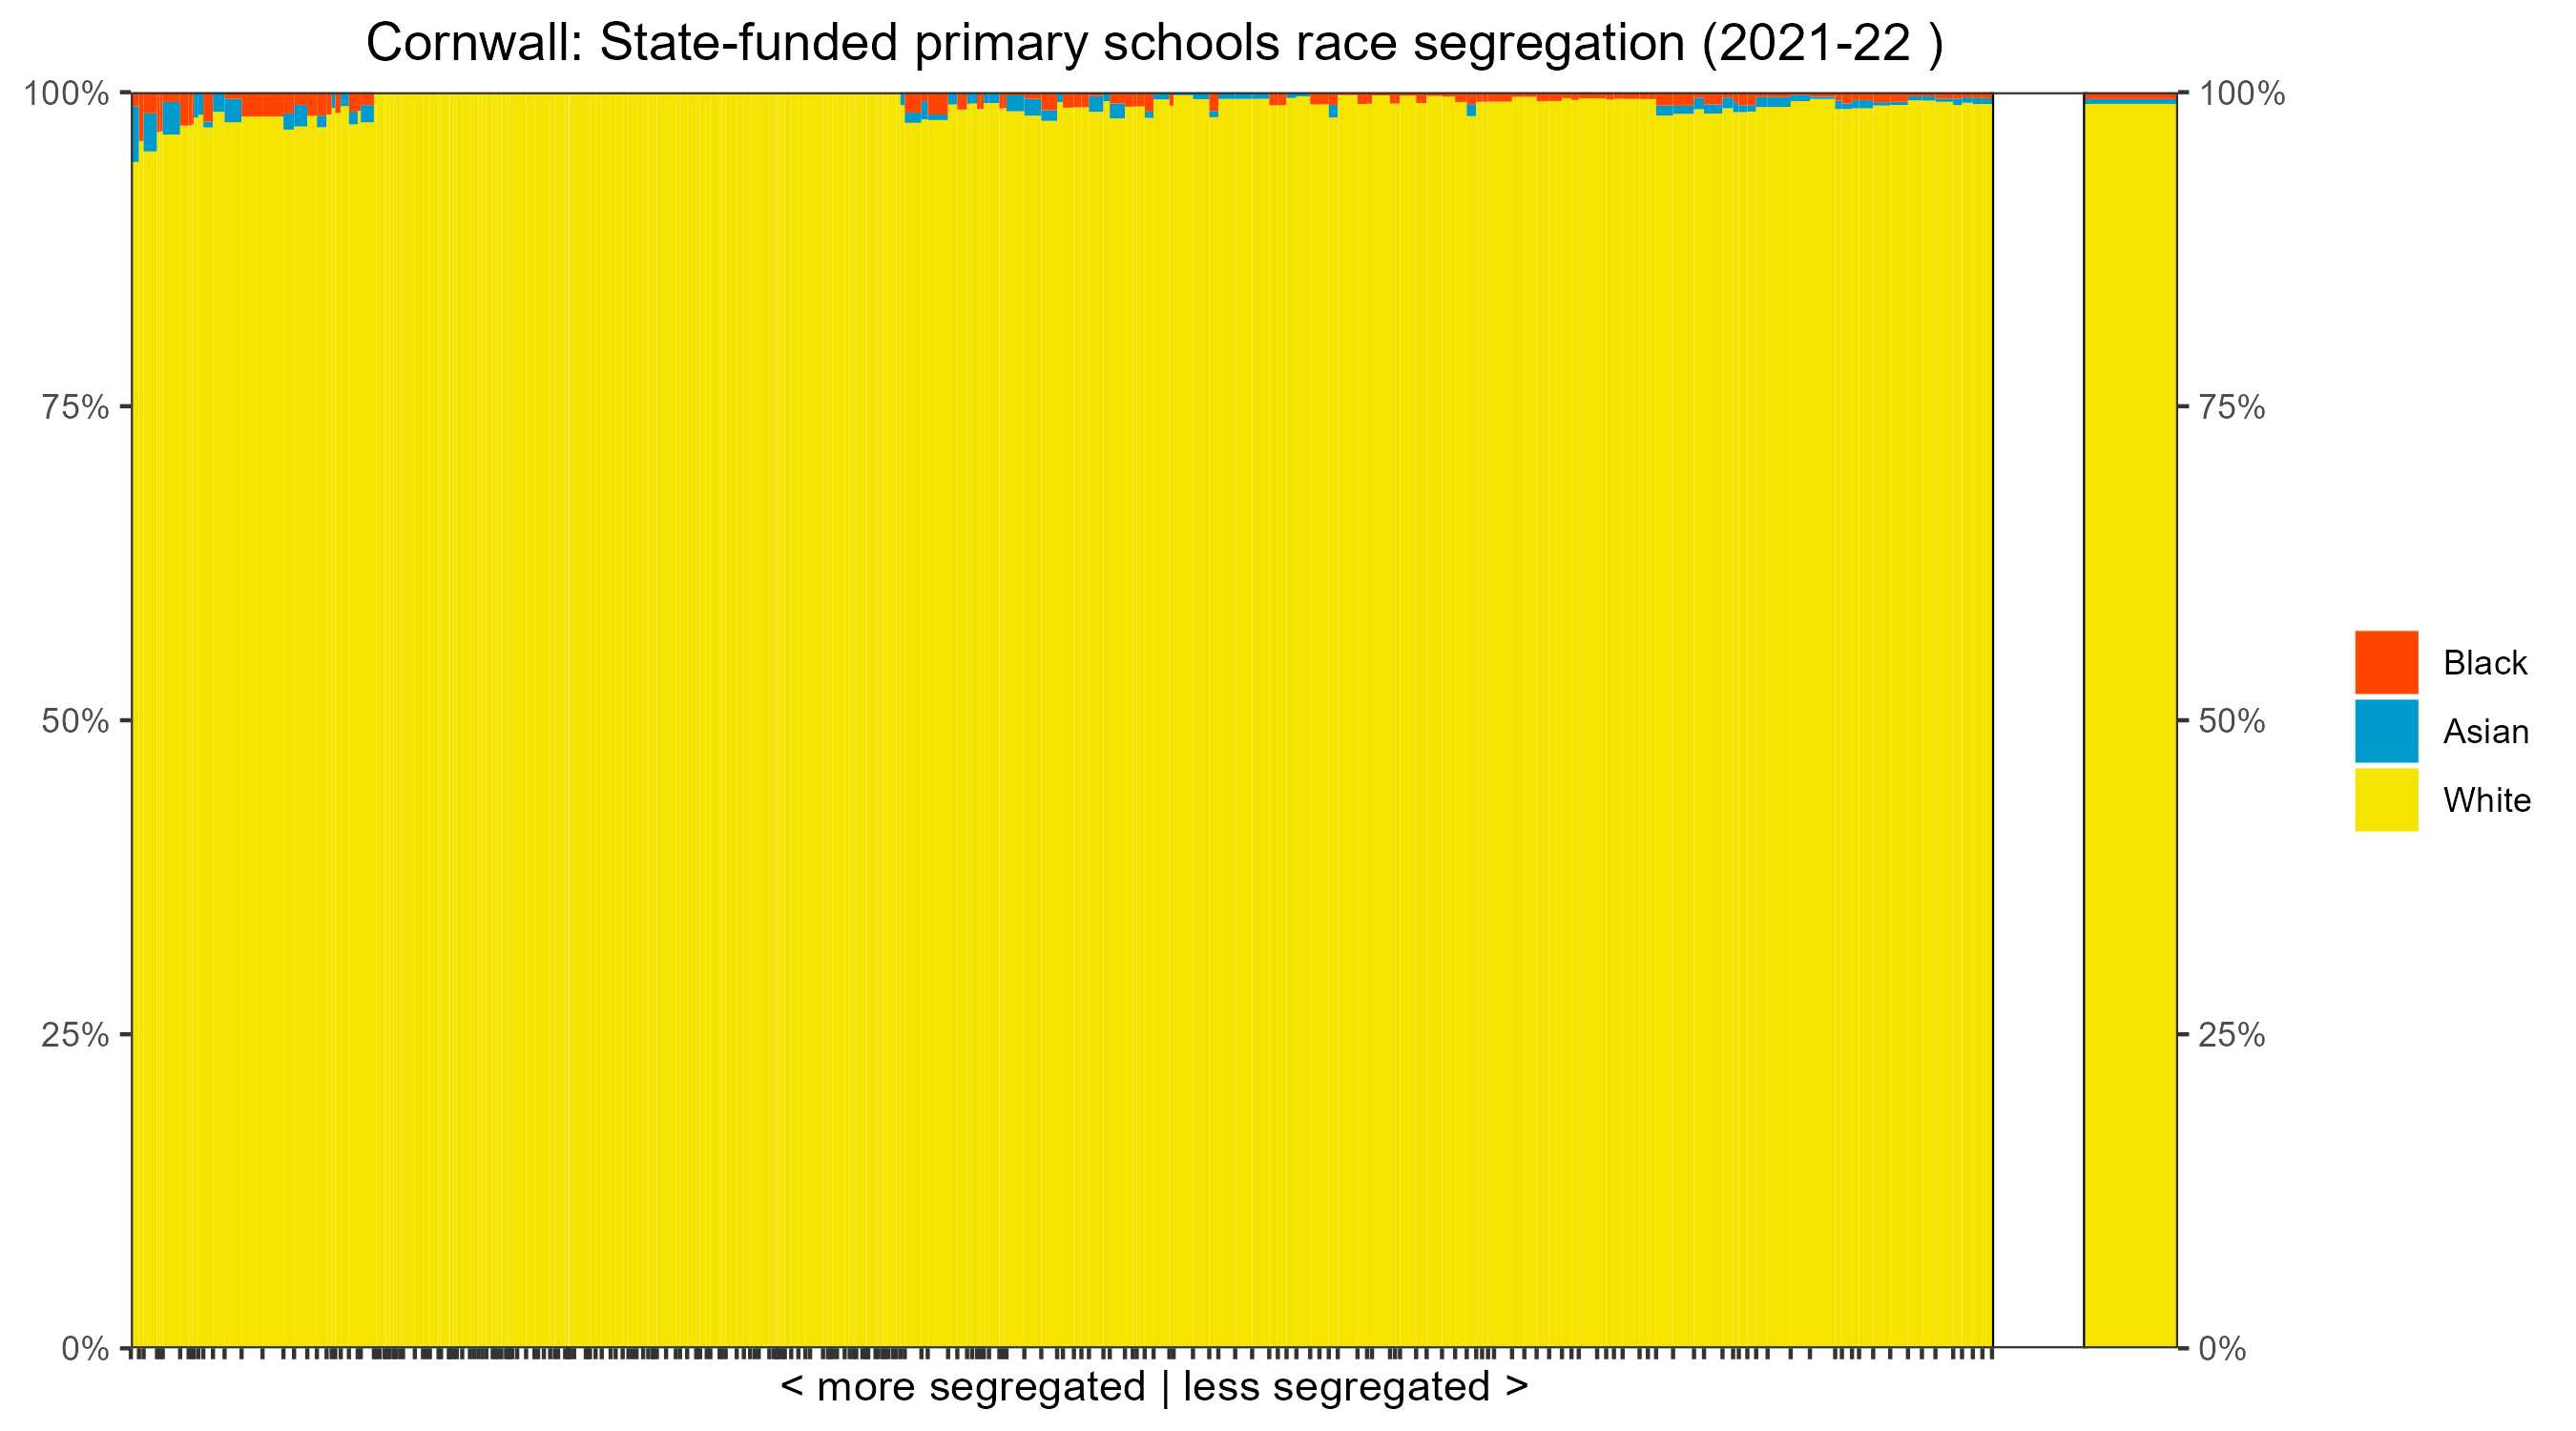 Cornwall: State-funded primary schools race segregation (2021-22 )
100%
75%
50%
25%
0%
100%
75%
50%
25%
0%
Black
Asian
White
< more segregated | less segregated >